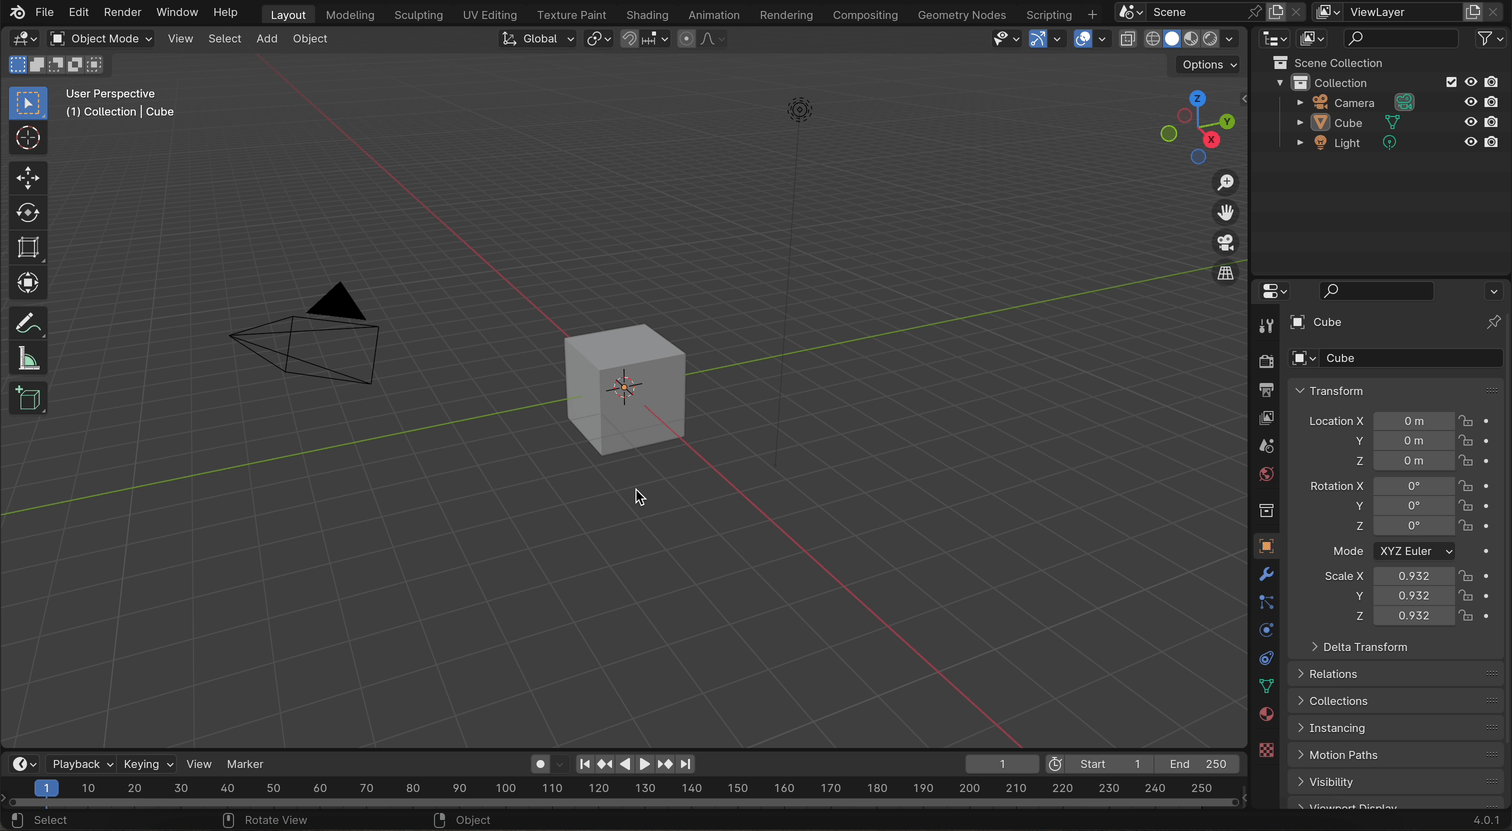 File Edit Render Window Help Layout Modeling Sculpting UV Editing Texture Paint Shading Animation Rendering Compositing Geometry Nodes Scripting + Scene ViewLayer
Object Mode View Select Add Object Global
Options
User Perspective
(1) Collection | Cube
Z
Y
X
Scene Collection
Collection
Camera
Cube
Light
Cube
Cube
Transform
Location X 0 m
Y 0 m
Z 0 m
Rotation X 0°
Y 0°
Z 0°
Mode XYZ Euler
Scale X 0.932
Y 0.932
Z 0.932
Delta Transform
Relations
Collections
Instancing
Motion Paths
Visibility
Viewport Display
Playback Keying View Marker 1 Start 1 End 250
1 10 20 30 40 50 60 70 80 90 100 110 120 130 140 150 160 170 180 190 200 210 220 230 240 250
Select Rotate View Object 4.0.1